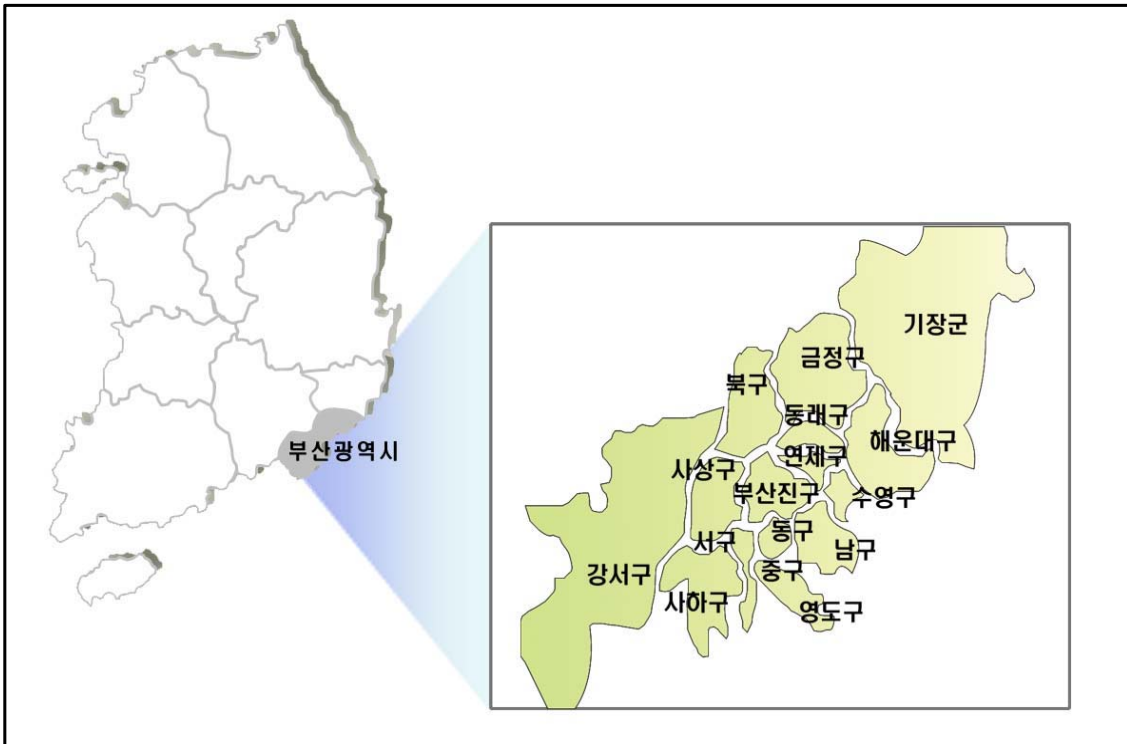 부산광역시
기장군
금정구
북구
동래구
해운대구
연제구
사상구
부산진구
수영구
동구
서구
남구
중구
강서구
사하구
영도구